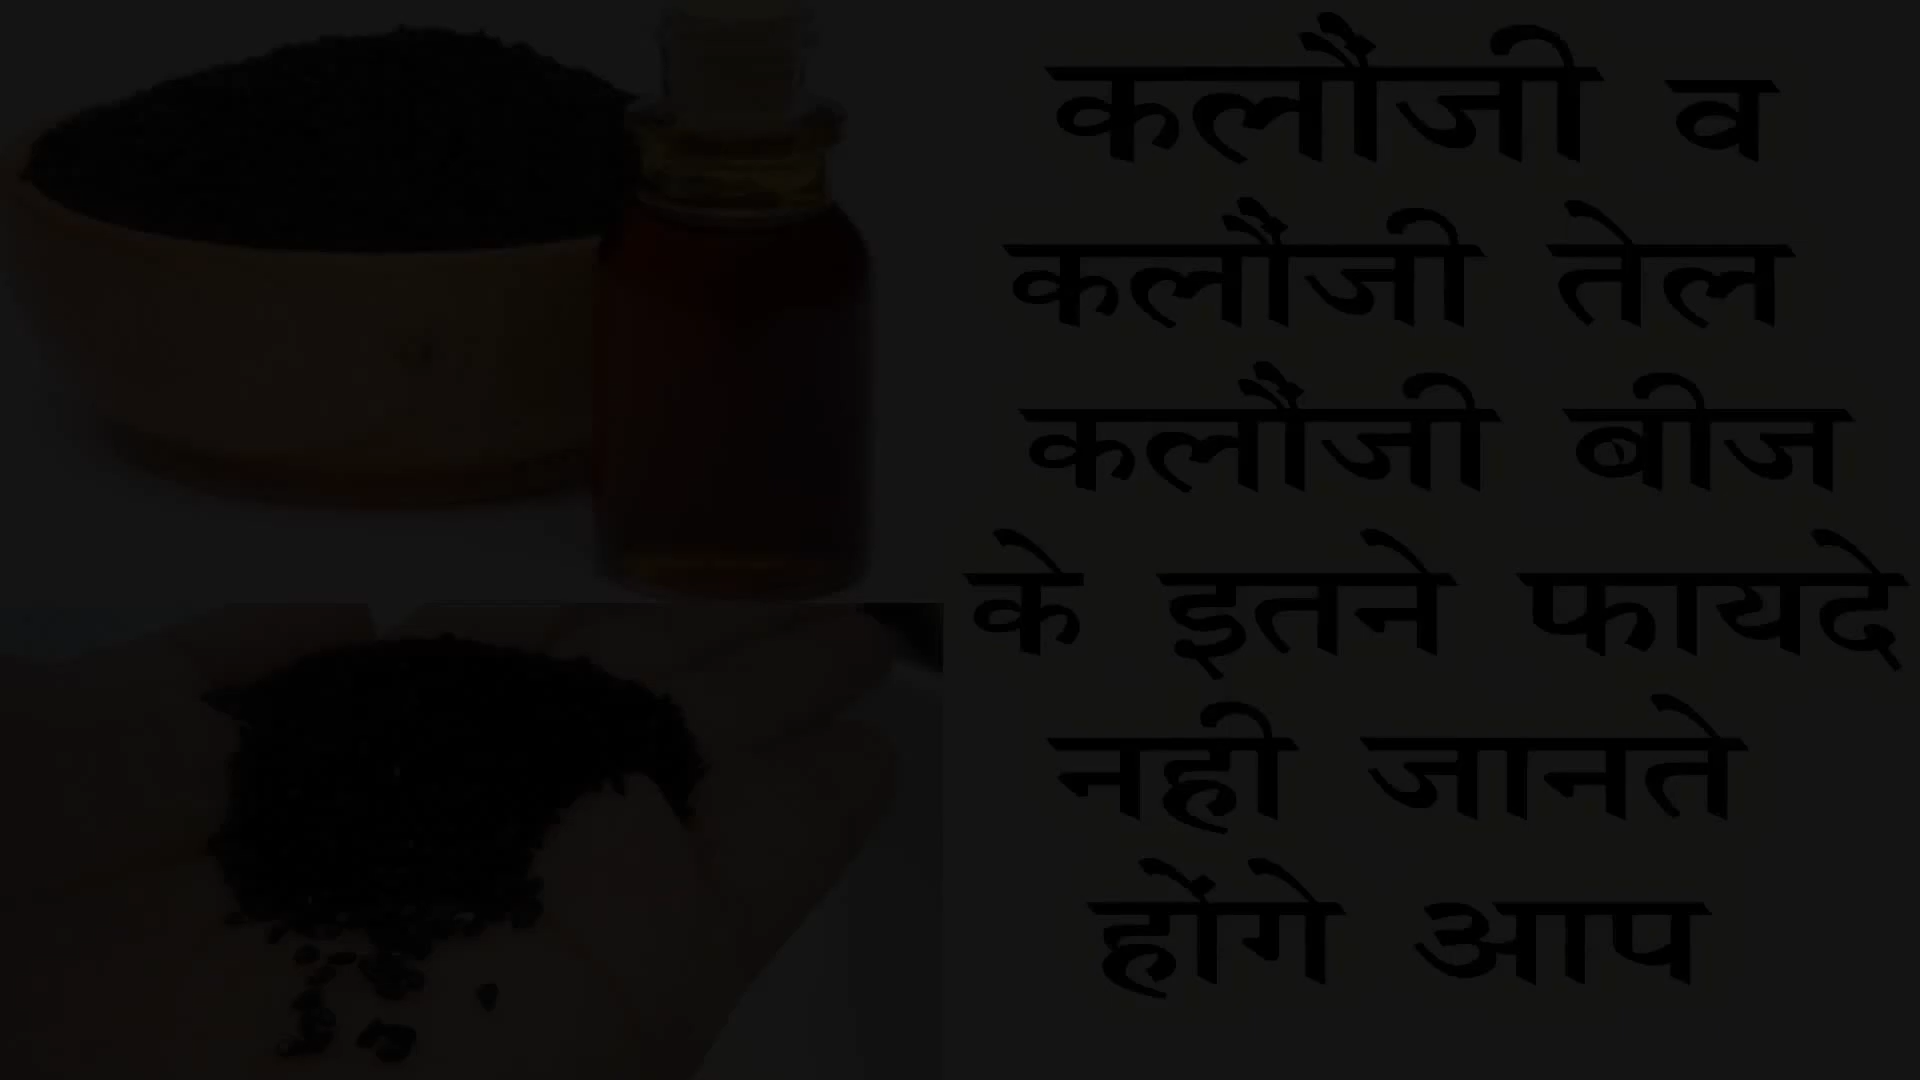 कलौंजी व
कलौंजी तेल
कलौंजी बीज
के इतने फायदे
नही जानते
होंगे आप